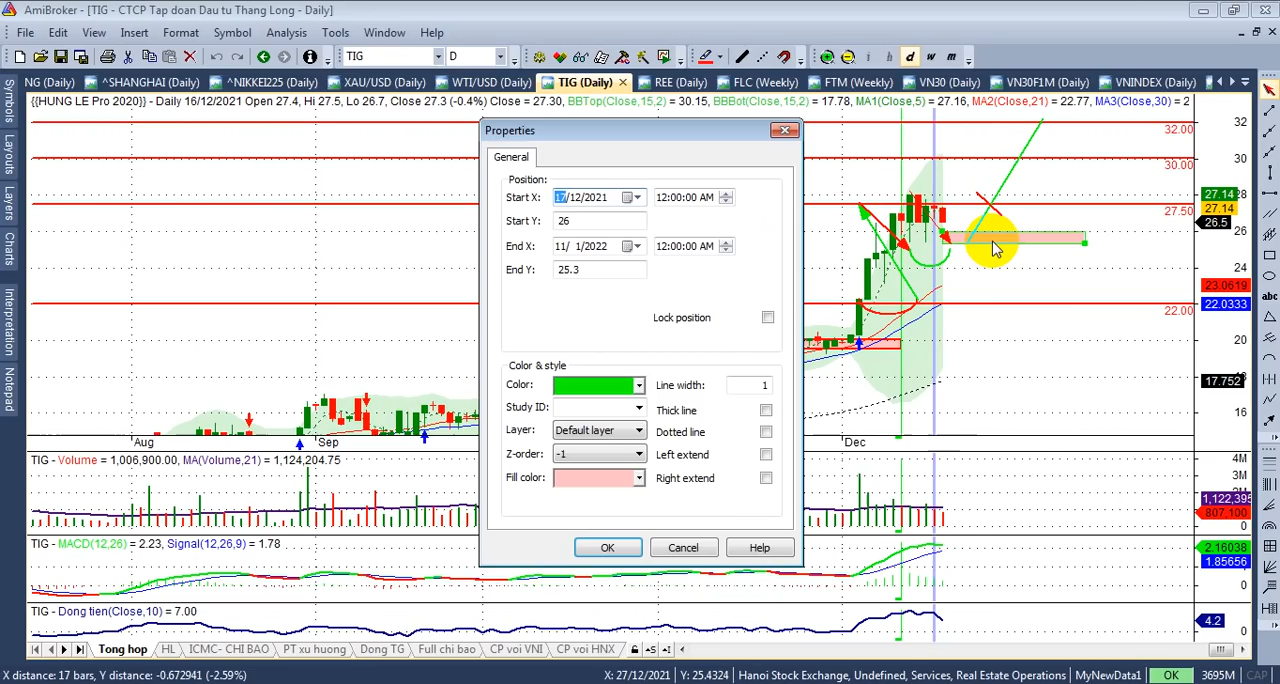 AmiBroker - [TIG - CTCP Tap doan Dau tu Thang Long - Daily]
File Edit View Insert Format Symbol Analysis Tools Window Help
TIG D i h d w m
NG (Daily) ^SHANGHAI (Daily) ^NIKKEI225 (Daily) XAU/USD (Daily) WTI/USD (Daily) TIG (Daily) REE (Daily) FLC (Weekly) FTM (Weekly) VN30 (Daily) VN30F1M (Daily) VNINDEX (Daily)
{{HUNG LE Pro 2020}} - Daily 16/12/2021 Open 27.4, Hi 27.5, Lo 26.7, Close 27.3 (-0.4%) Close = 27.30, BBTop(Close,15,2) = 30.15, BBBot(Close,15,2) = 17.78, MA1(Close,5) = 27.16, MA2(Close,21) = 22.77, MA3(Close,30) = 2
Symbols
Layouts
Layers
Charts
Interpretation
Notepad
Properties
General
Position:
Start X: 17/12/2021 12:00:00 AM
Start Y: 26
End X: 11/ 1/2022 12:00:00 AM
End Y: 25.3
Lock position
Color & style
Color: Line width: 1
Study ID: Thick line
Layer: Default layer Dotted line
Z-order: -1 Left extend
Fill color: Right extend
OK Cancel Help
32.00
30.00
27.50
22.00
32
30
28
27.14
27.14
26.5
26
24
23.0619
22.0333
20
18
17.752
16
abc
Aug Sep Dec
TIG - Volume = 1,006,900.00, MA(Volume,21) = 1,124,204.75
4M
3M
2M
1,122,395
807,100
0
TIG - MACD(12,26) = 2.23, Signal(12,26,9) = 1.78
2.16038
1.85656
0
TIG - Dong tien(Close,10) = 7.00
4.2
0
Tong hop HL ICMC- CHI BAO PT xu huong Dong TG Full chi bao CP voi VNI CP voi HNX
X distance: 17 bars, Y distance: -0.672941 (-2.59%) X: 27/12/2021 Y: 25.4324 Hanoi Stock Exchange, Undefined, Services, Real Estate Operations MyNewData1 OK 3695M CAP